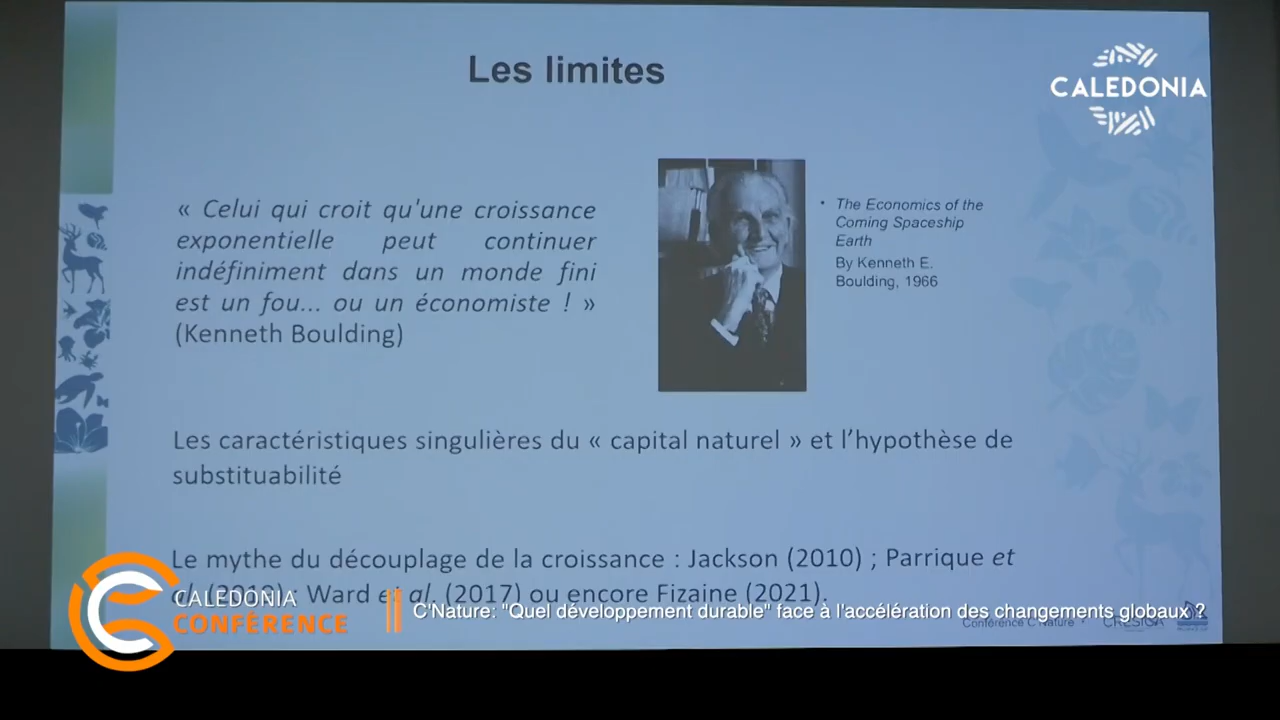 Les limites
CALEDONIA
« Celui qui croit qu'une croissance
exponentielle peut continuer
indéfiniment dans un monde fini
est un fou... ou un économiste ! »
(Kenneth Boulding)
• The Economics of the
Coming Spaceship
Earth
By Kenneth E.
Boulding, 1966
Les caractéristiques singulières du « capital naturel » et l'hypothèse de
substituabilité
Le mythe du découplage de la croissance : Jackson (2010) ; Parrique et
al. (2019) ; Ward et al. (2017) ou encore Fizaine (2021).
CALEDONIA
CONFÉRENCE
C'Nature: "Quel développement durable" face à l'accélération des changements globaux ?
Conférence C'Nature
CRESICA